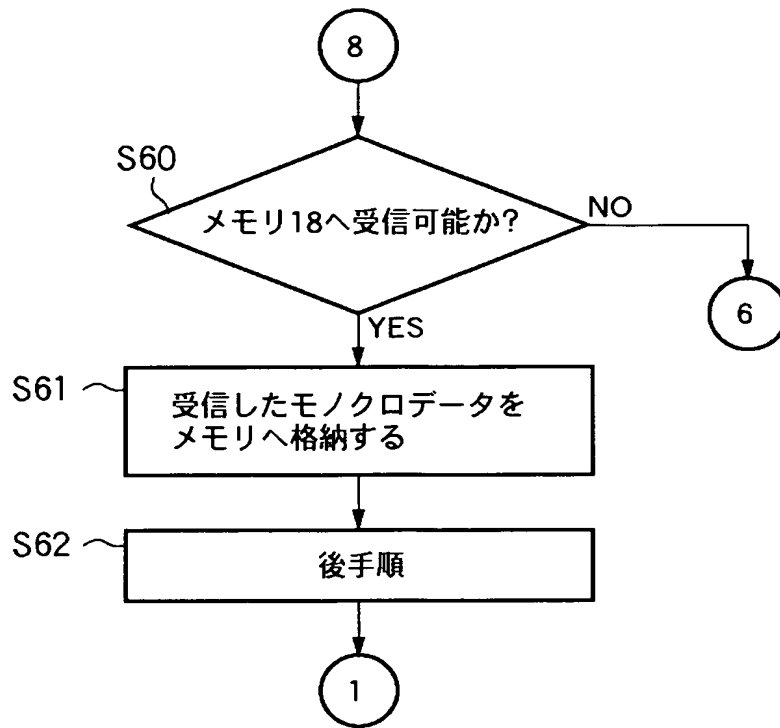 8
S60
メモリ18へ受信可能か?
NO
6
YES
S61
受信したモノクロデータを
メモリへ格納する
S62
後手順
1